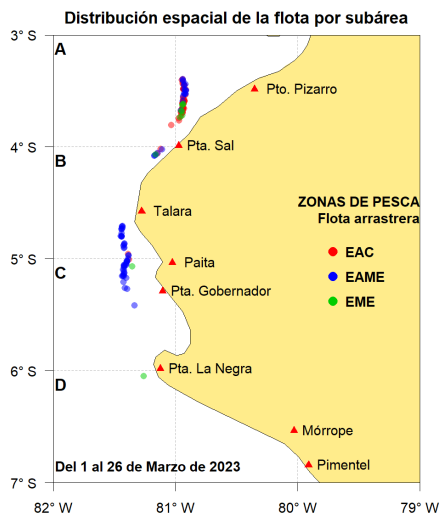 Distribución espacial de la flota por subárea
3° S
A
Pto. Pizarro
4° S
Pta. Sal
B
ZONAS DE PESCA
Talara
Flota arrastrera
EAC
5° S
Paita
C
EAME
Pta. Gobernador
EME
6° S
Pta. La Negra
D
Mórrope
Del 1 al 26 de Marzo de 2023
Pimentel
7° S
82° W
81° W
80° W
79° W